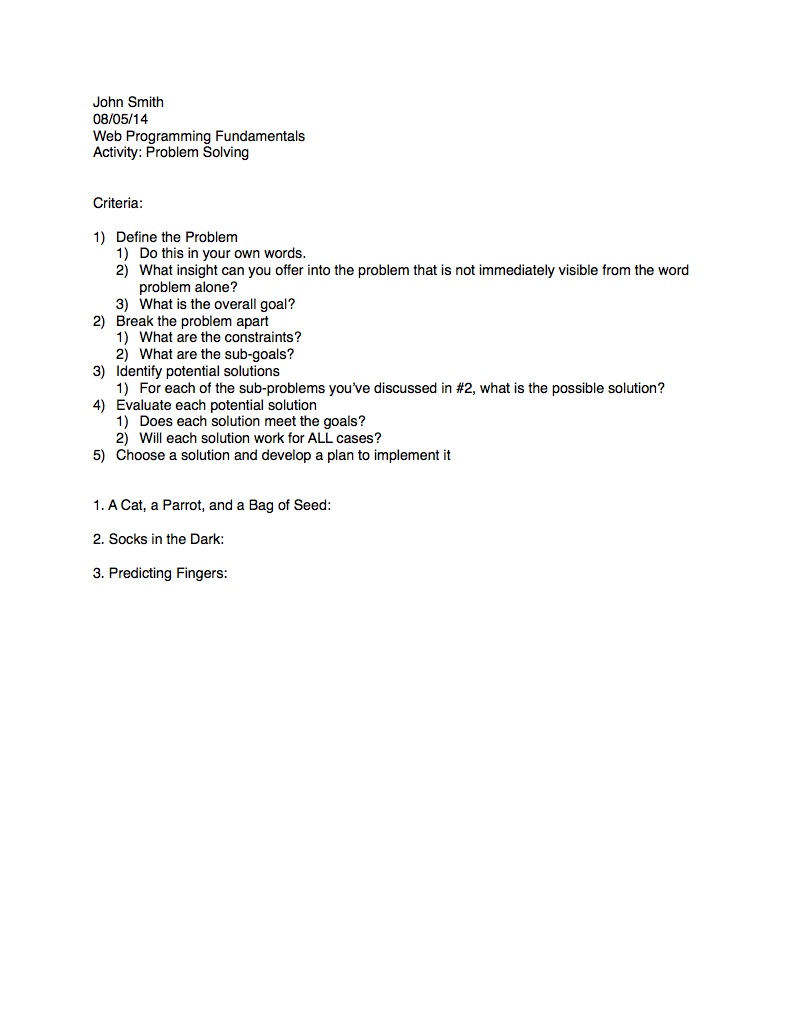 John Smith
08/05/14
Web Programming Fundamentals
Activity: Problem Solving
Criteria:
1) Define the Problem
1) Do this in your own words.
2) What insight can you offer into the problem that is not immediately visible from the word
problem alone?
3) What is the overall goal?
2) Break the problem apart
1) What are the constraints?
2) What are the sub-goals?
3) Identify potential solutions
1) For each of the sub-problems you've discussed in #2, what is the possible solution?
4) Evaluate each potential solution
1) Does each solution meet the goals?
2) Will each solution work for ALL cases?
5) Choose a solution and develop a plan to implement it
1. A Cat, a Parrot, and a Bag of Seed:
2. Socks in the Dark:
3. Predicting Fingers: